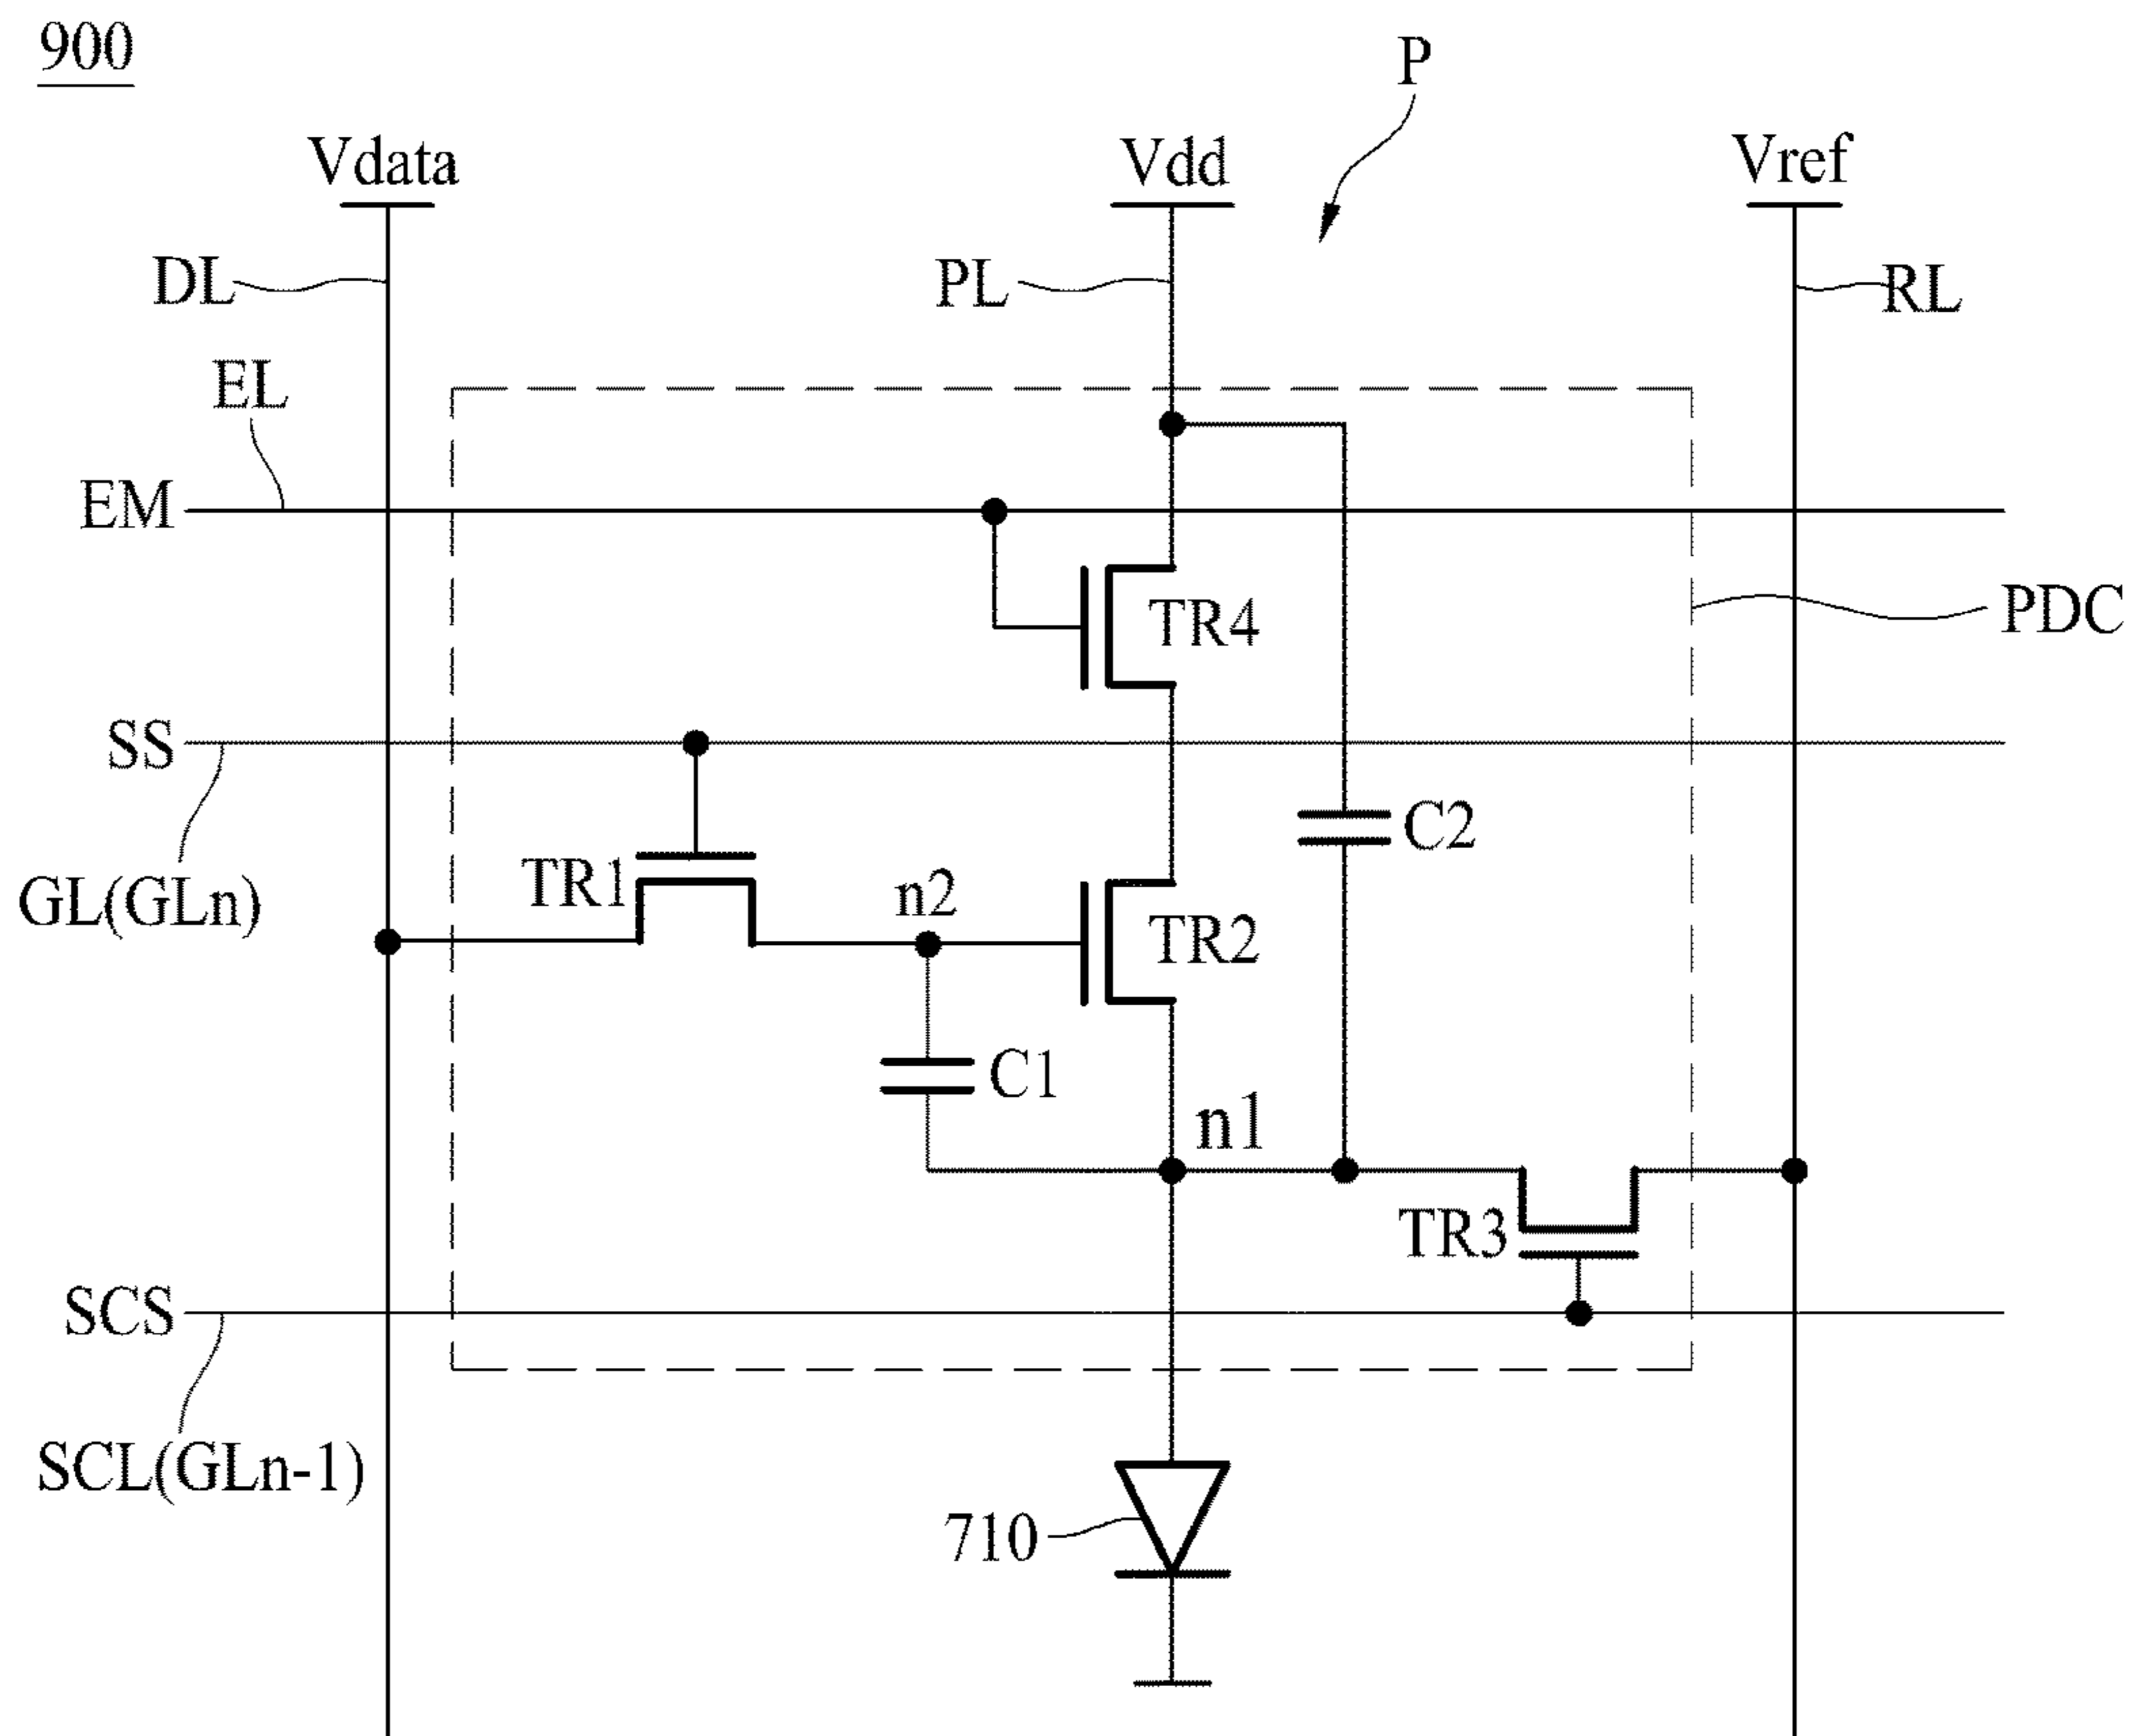 900
P
Vdata
Vdd
Vref
DL
PL
RL
EL
EM
TR4
PDC
SS
C2
TR1
n2
GL(GLn)
TR2
C1
n1
TR3
SCS
SCL(GLn-1)
710